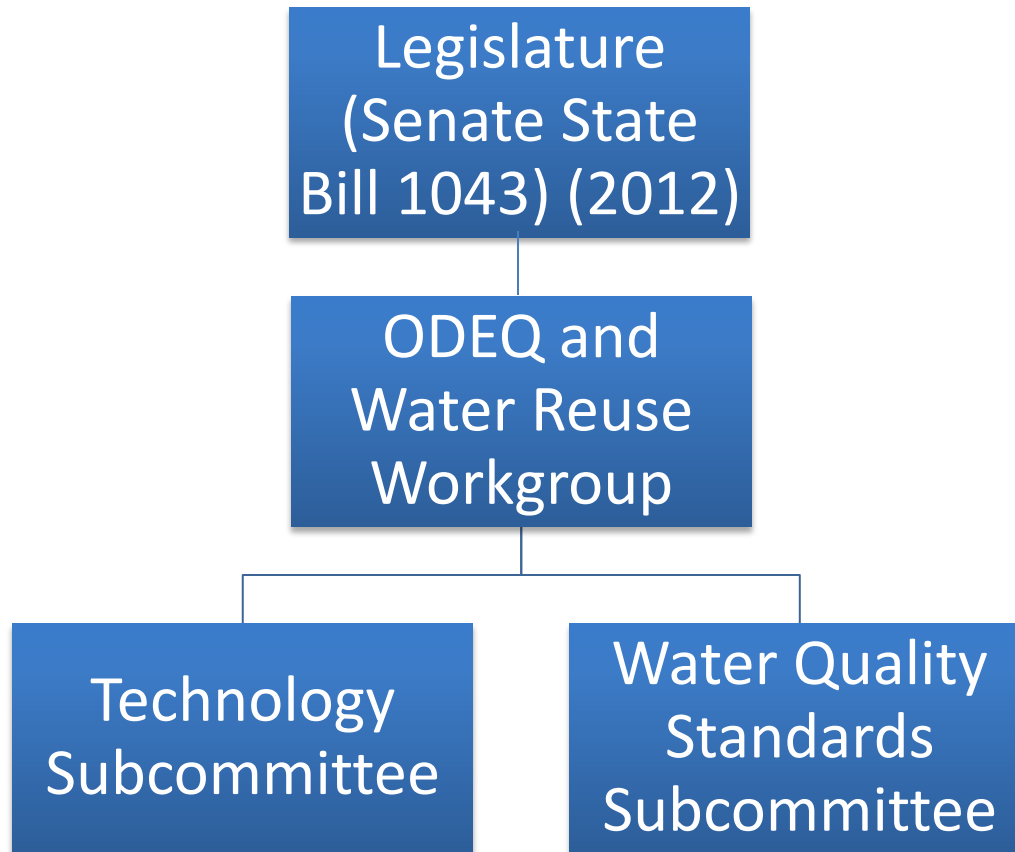 Legislature
(Senate State
Bill 1043) (2012)
ODEQ and
Water Reuse
Workgroup
Technology
Subcommittee
Water Quality
Standards
Subcommittee